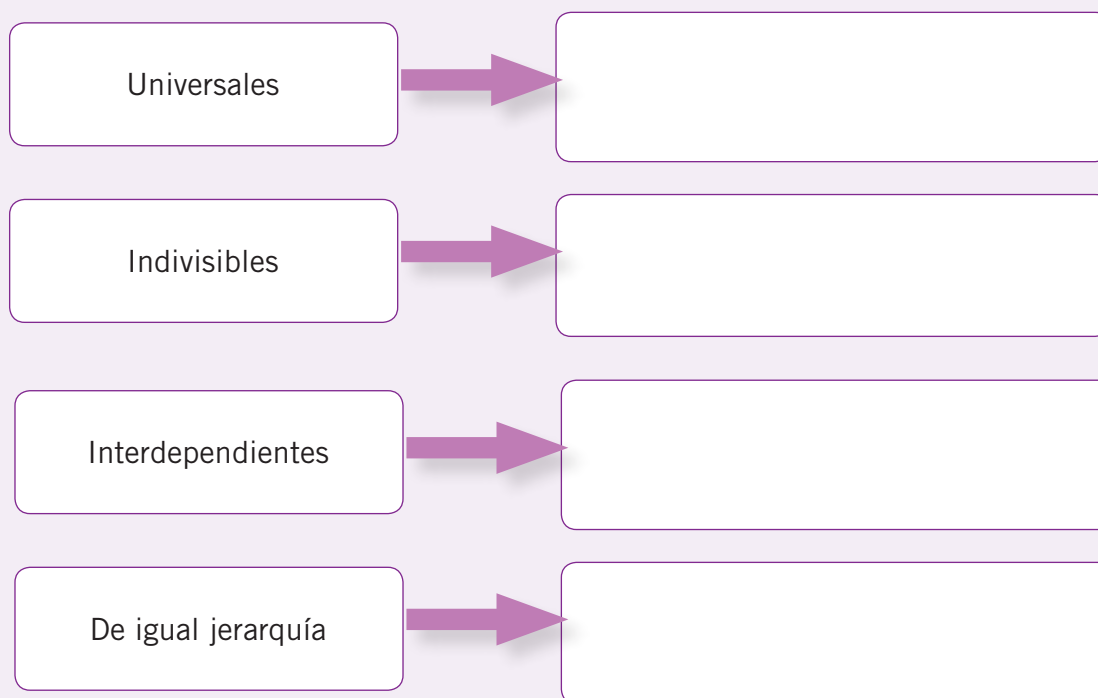 Universales
Indivisibles
Interdependientes
De igual jerarquía